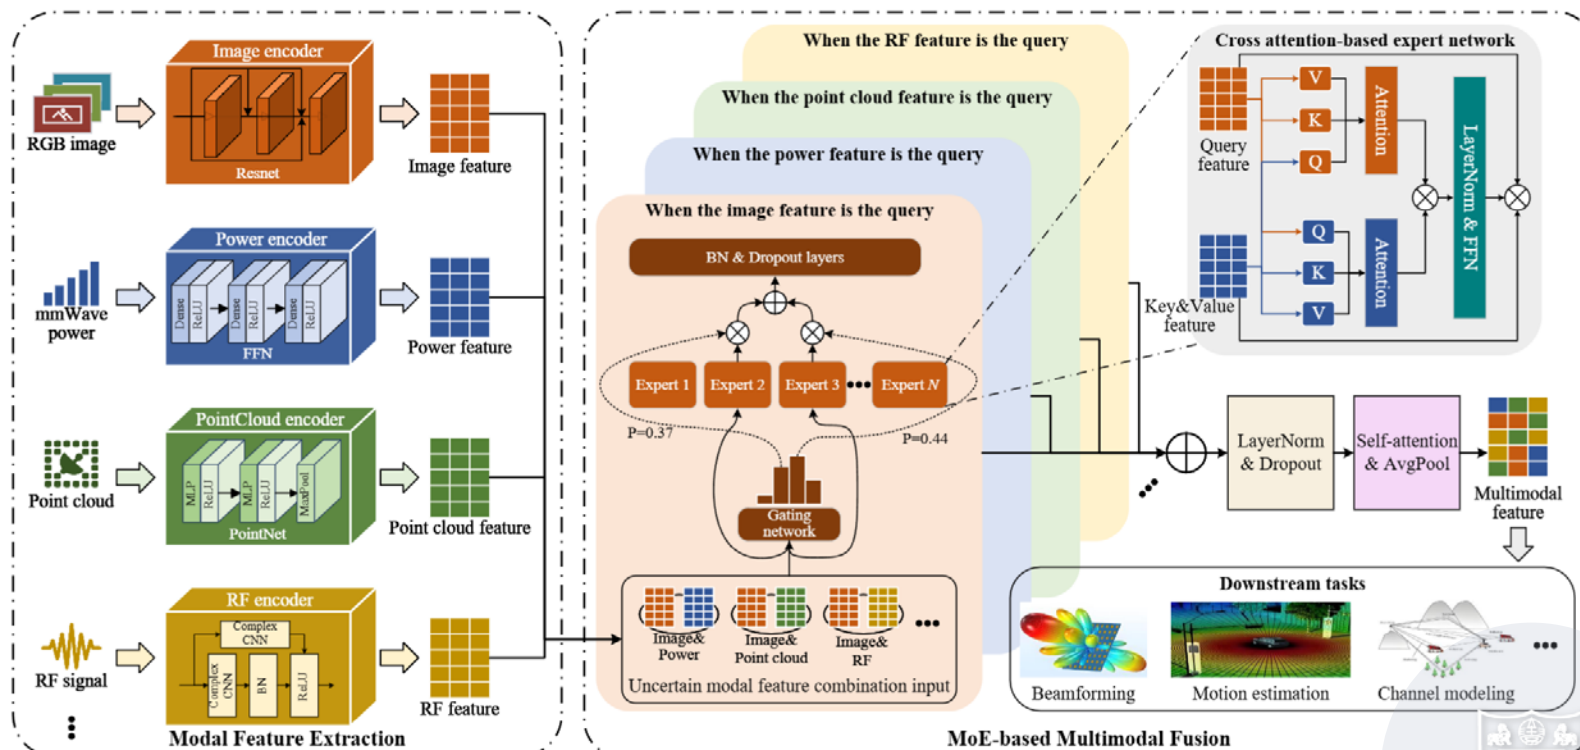 Image encoder
RGB image
Resnet
Image feature
Power encoder
mmWave
power
Dense
ReLU
Dense
ReLU
Dense
ReLU
FFN
Power feature
PointCloud encoder
Point cloud
MLP
ReLU
MLP
ReLU
MaxPool
PointNet
Point cloud feature
RF encoder
RF signal
Complex
CNN
Complex
CNN
BN
ReLU
RF feature
Modal Feature Extraction
When the RF feature is the query
When the point cloud feature is the query
When the power feature is the query
When the image feature is the query
BN & Dropout layers
Expert 1
Expert 2
Expert 3
Expert N
P=0.37
P=0.44
Gating
network
Image&
Power
Image&
Point cloud
Image&
RF
Uncertain modal feature combination input
Cross attention-based expert network
Query
feature
V
K
Q
Attention
Key&Value
feature
Q
K
V
Attention
LayerNorm & FFN
LayerNorm
& Dropout
Self-attention
& AvgPool
Multimodal
feature
Downstream tasks
Beamforming
Motion estimation
Channel modeling
MoE-based Multimodal Fusion